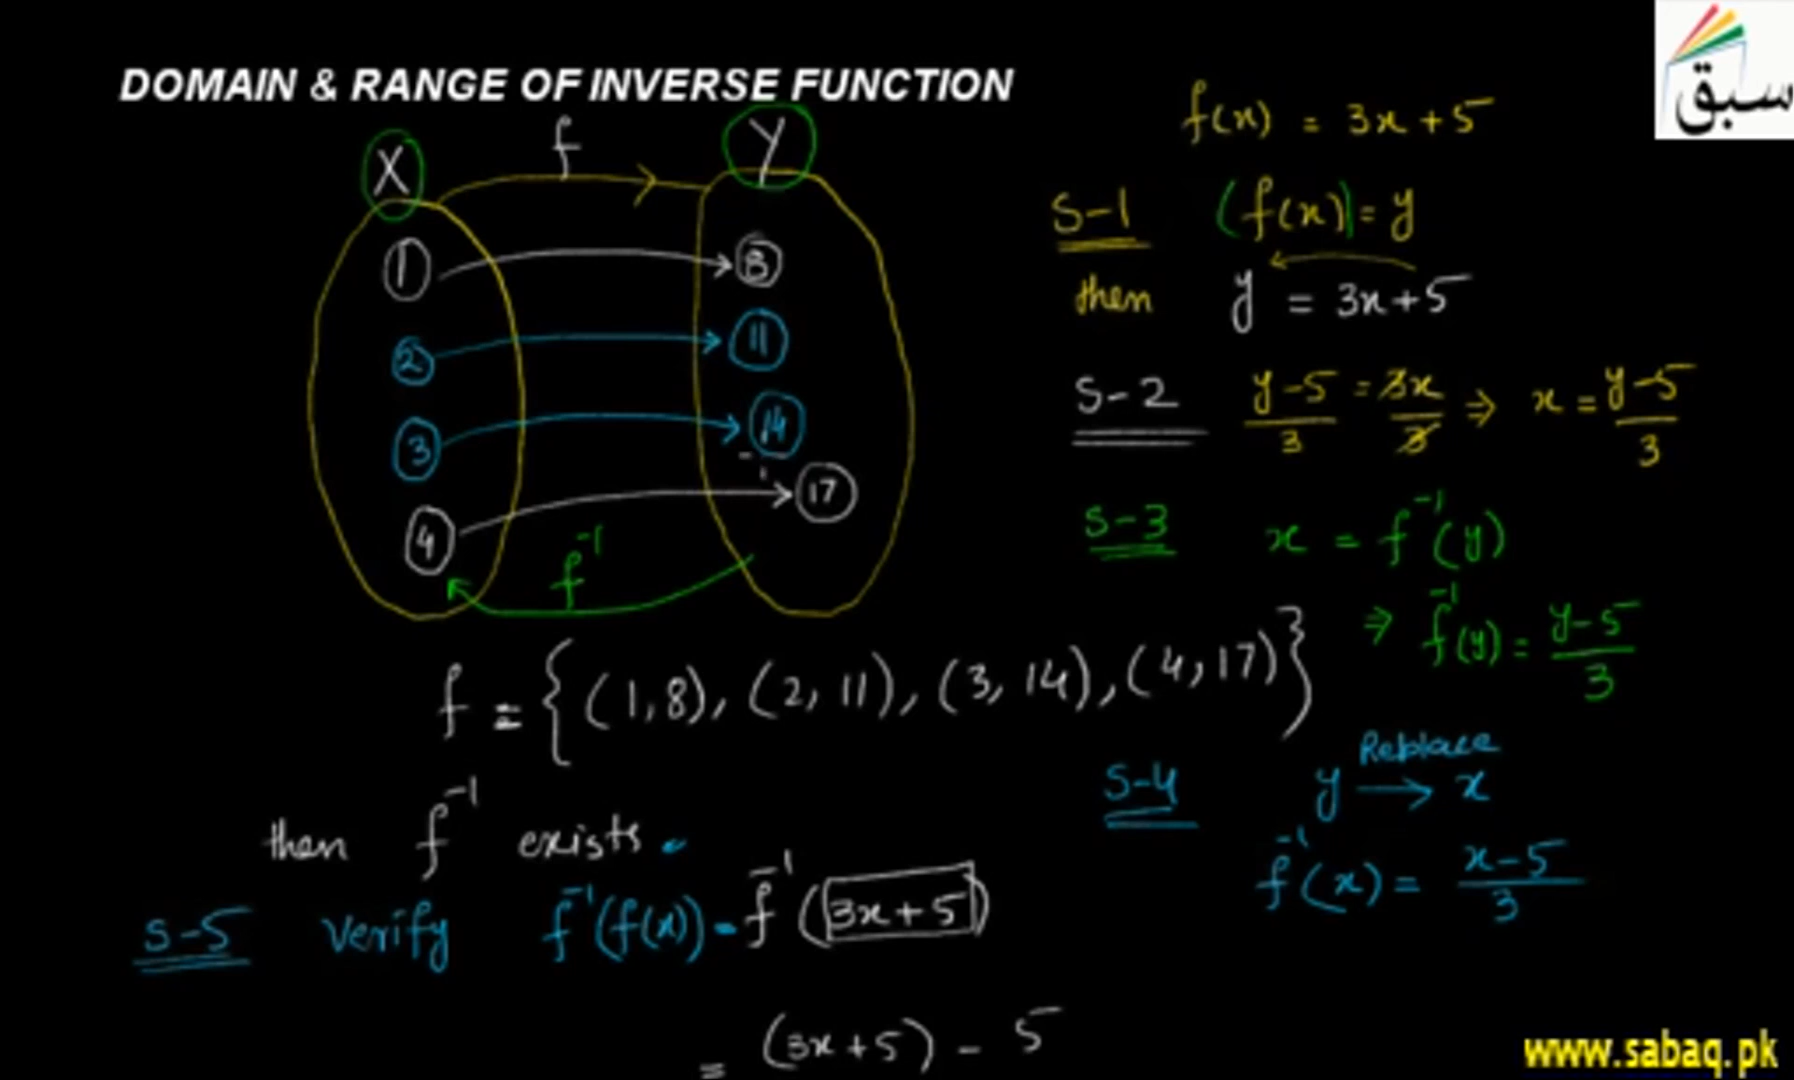 DOMAIN & RANGE OF INVERSE FUNCTION
سبق
X f Y
1 8
2 11
3 14
4 17
f⁻¹
f = {(1,8), (2,11), (3,14), (4,17)}
then f⁻¹ exists.
S-5 Verify f⁻¹(f(x)) = f⁻¹(3x+5)
= (3x+5) - 5
f(x) = 3x+5
S-1 (f(x)) = y
then y = 3x+5
S-2 y-5/3 = 3x/3 ⇒ x = y-5/3
S-3 x = f⁻¹(y)
⇒ f⁻¹(y) = y-5/3
Replace
S-4 y → x
f⁻¹(x) = x-5/3
www.sabaq.pk